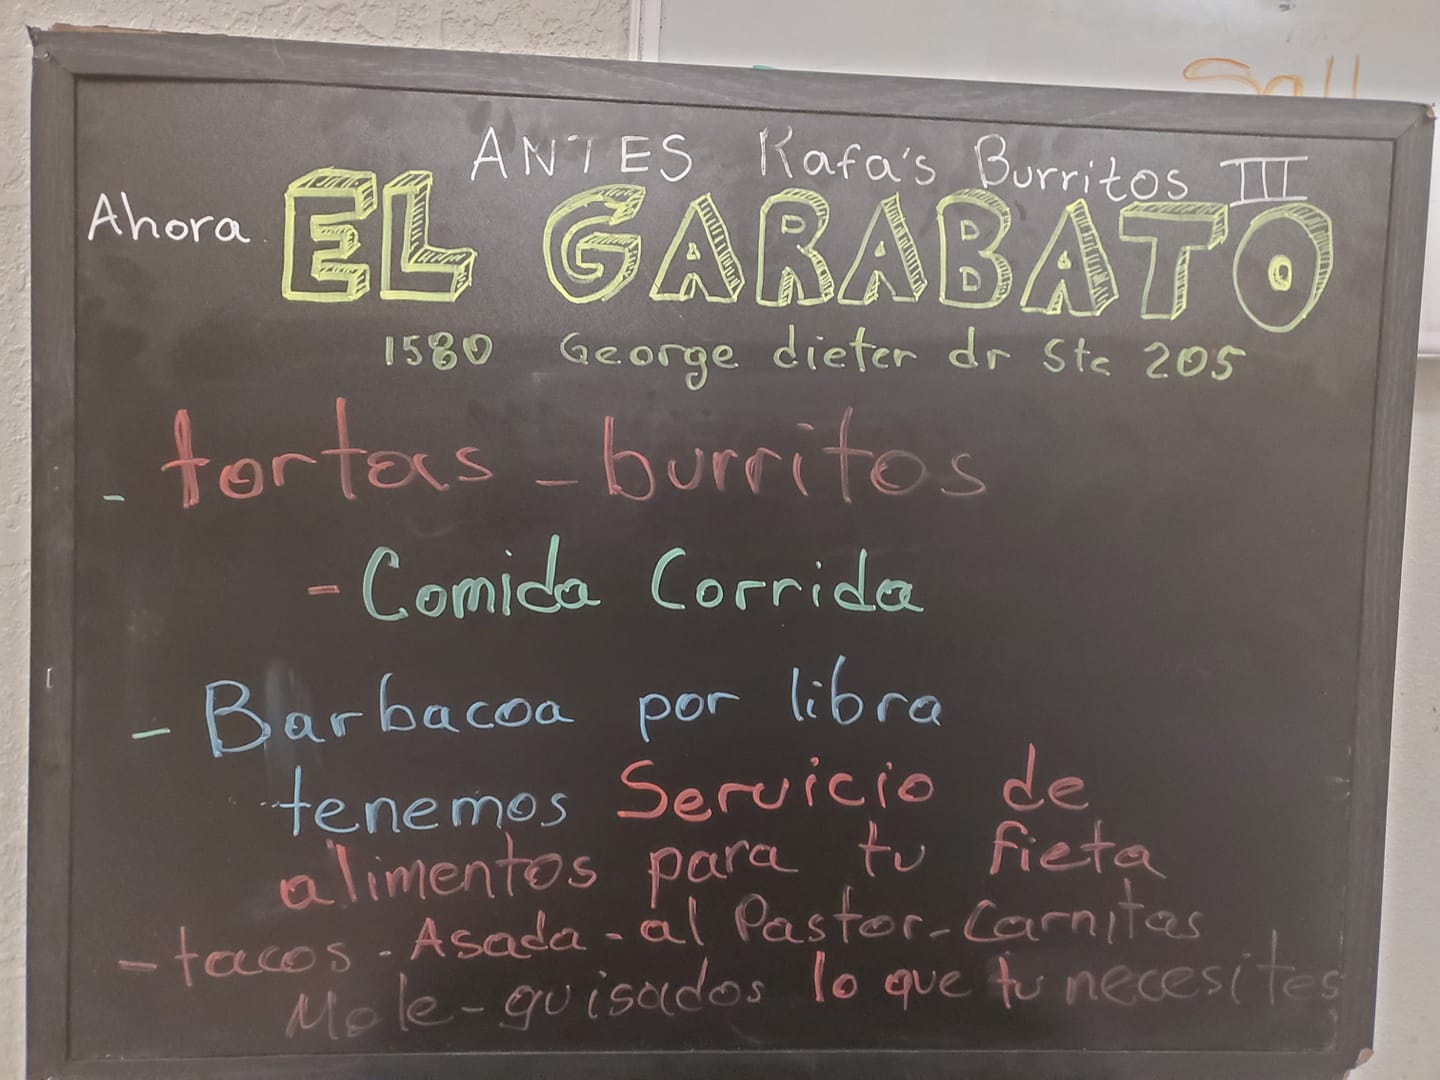 ANTES Kafa's Burritos III
Ahora EL GARABATO
1580 George dieter dr Ste 205
- tortas - burritos
- Comida Corrida
- Barbacoa por libra
tenemos Servicio de
alimentos para tu fieta
- tacos - Asada - al Pastor - Carnitas
Mole - guisados lo que tu necesites